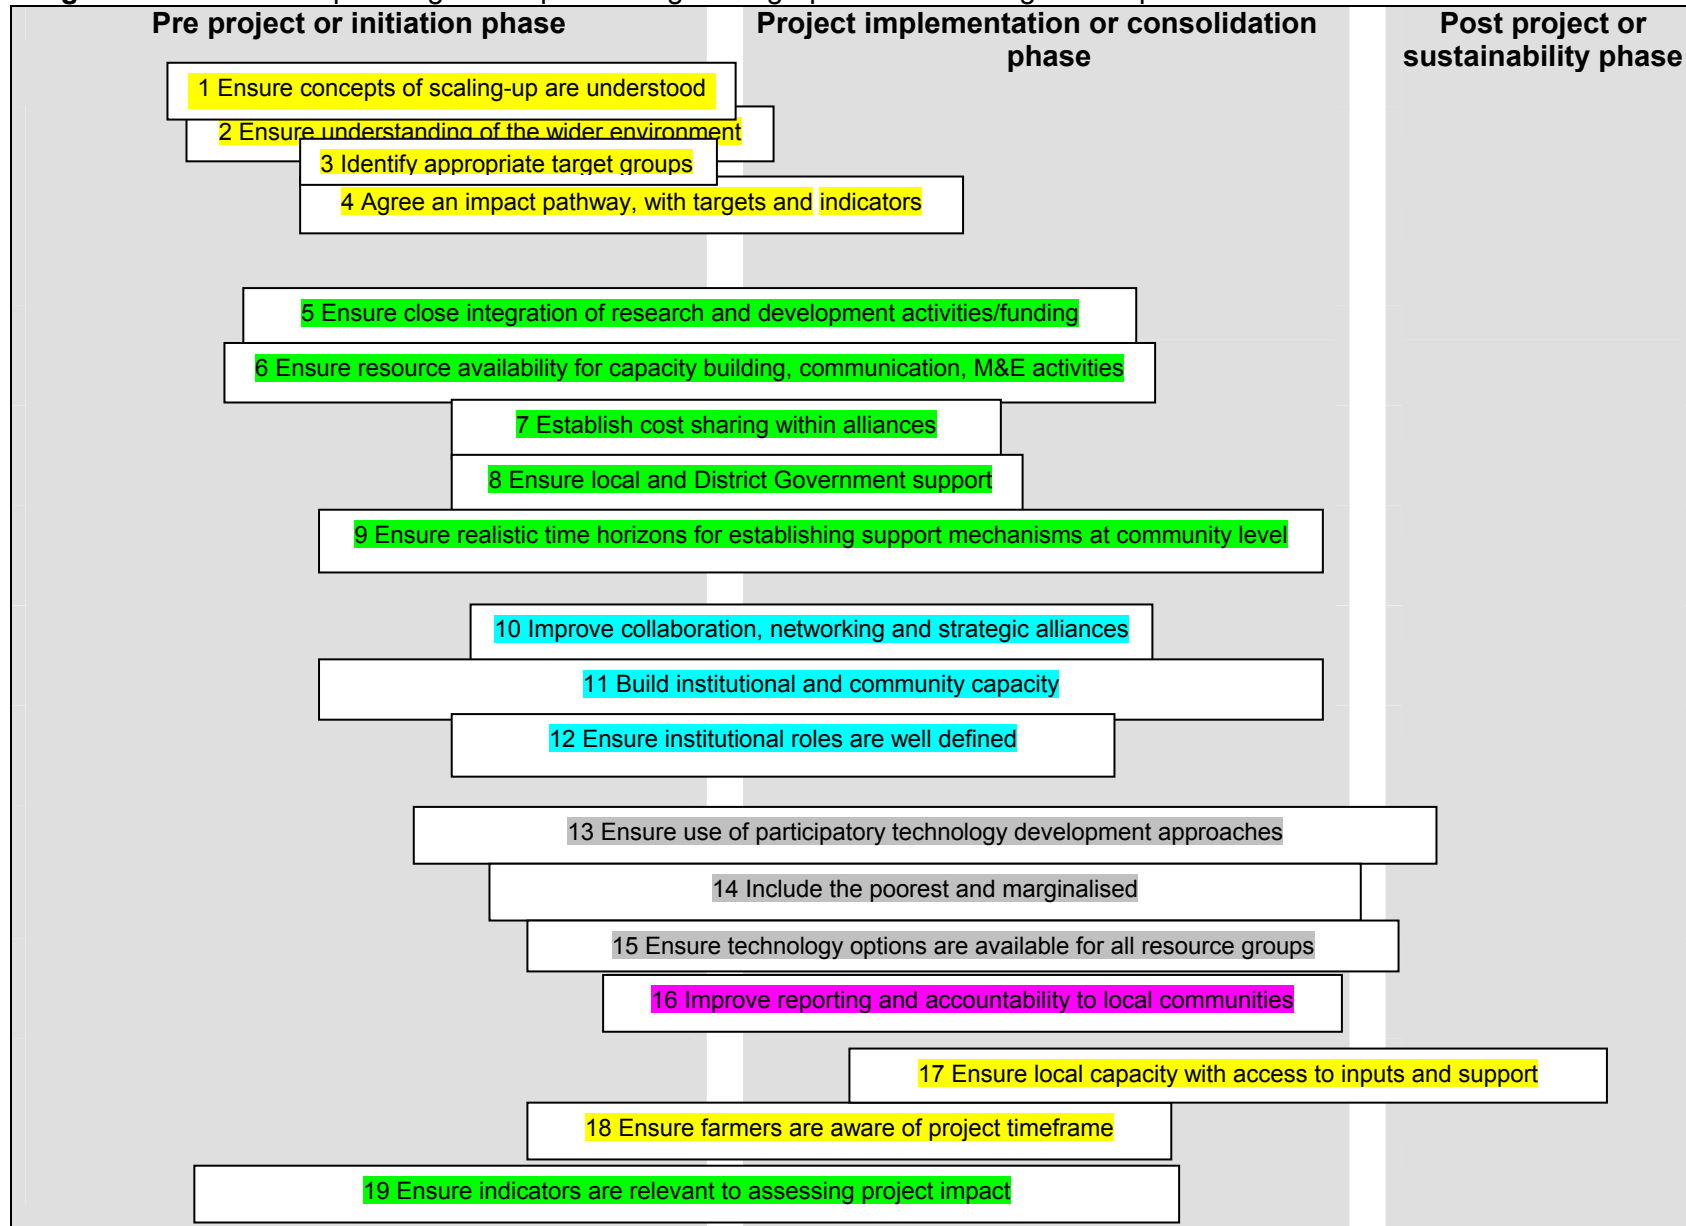 Pre project or initiation phase
Project implementation or consolidation
phase
Post project or
sustainability phase
1 Ensure concepts of scaling-up are understood
2 Ensure understanding of the wider environment
3 Identify appropriate target groups
4 Agree an impact pathway, with targets and indicators
5 Ensure close integration of research and development activities/funding
6 Ensure resource availability for capacity building, communication, M&E activities
7 Establish cost sharing within alliances
8 Ensure local and District Government support
9 Ensure realistic time horizons for establishing support mechanisms at community level
10 Improve collaboration, networking and strategic alliances
11 Build institutional and community capacity
12 Ensure institutional roles are well defined
13 Ensure use of participatory technology development approaches
14 Include the poorest and marginalised
15 Ensure technology options are available for all resource groups
16 Improve reporting and accountability to local communities
17 Ensure local capacity with access to inputs and support
18 Ensure farmers are aware of project timeframe
19 Ensure indicators are relevant to assessing project impact